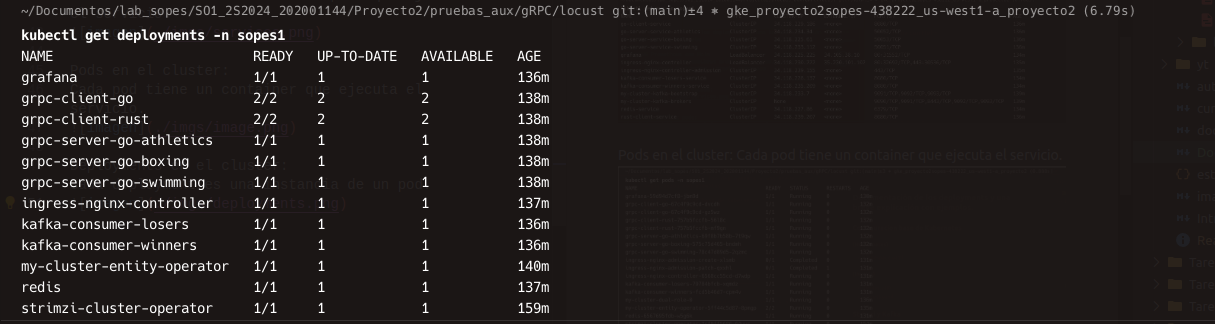 ~/Documentos/lab_sopes/SO1_2S2024_202001144/Proyecto2/pruebas_aux/gRPC/locust git:(main)±4 ⎈ gke_proyecto2sopes-438222_us-west1-a_proyecto2 (6.79s)
kubectl get deployments -n sopes1
NAME READY UP-TO-DATE AVAILABLE AGE
grafana 1/1 1 1 136m
grpc-client-go 2/2 2 2 138m
grpc-client-rust 2/2 2 2 138m
grpc-server-go-athletics 1/1 1 1 138m
grpc-server-go-boxing 1/1 1 1 138m
grpc-server-go-swimming 1/1 1 1 138m
ingress-nginx-controller 1/1 1 1 137m
kafka-consumer-losers 1/1 1 1 136m
kafka-consumer-winners 1/1 1 1 136m
my-cluster-entity-operator 1/1 1 1 140m
redis 1/1 1 1 137m
strimzi-cluster-operator 1/1 1 1 159m
Pods en el cluster:
Pods en el cluster: Cada pod tiene un container que ejecuta el servicio.